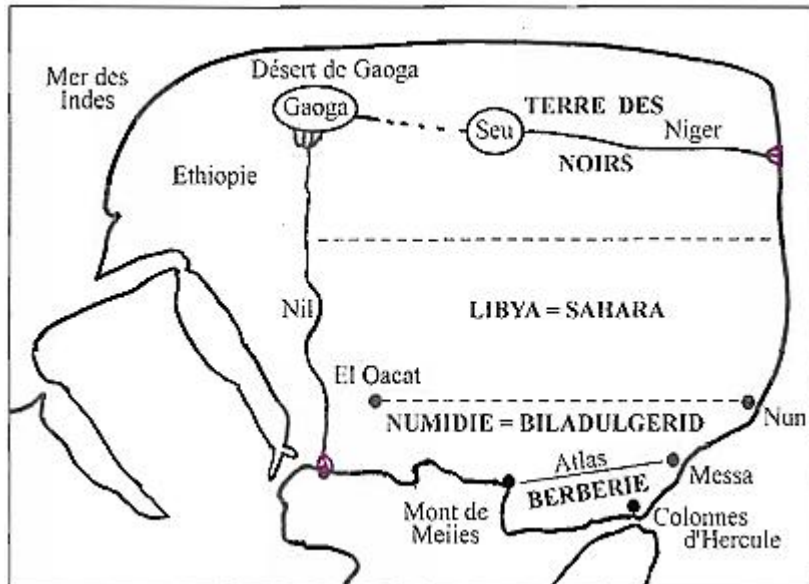 Mer des
Indes
Désert de Gaoga
Gaoga
Seu
TERRE DES
NOIRS
Niger
Ethiopie
Nil
LIBYA = SAHARA
El Oacat
NUMIDIE = BILADULGERID
Nun
Atlas
BERBERIE
Messa
Mont de
Meiies
Colonnes
d'Hercule